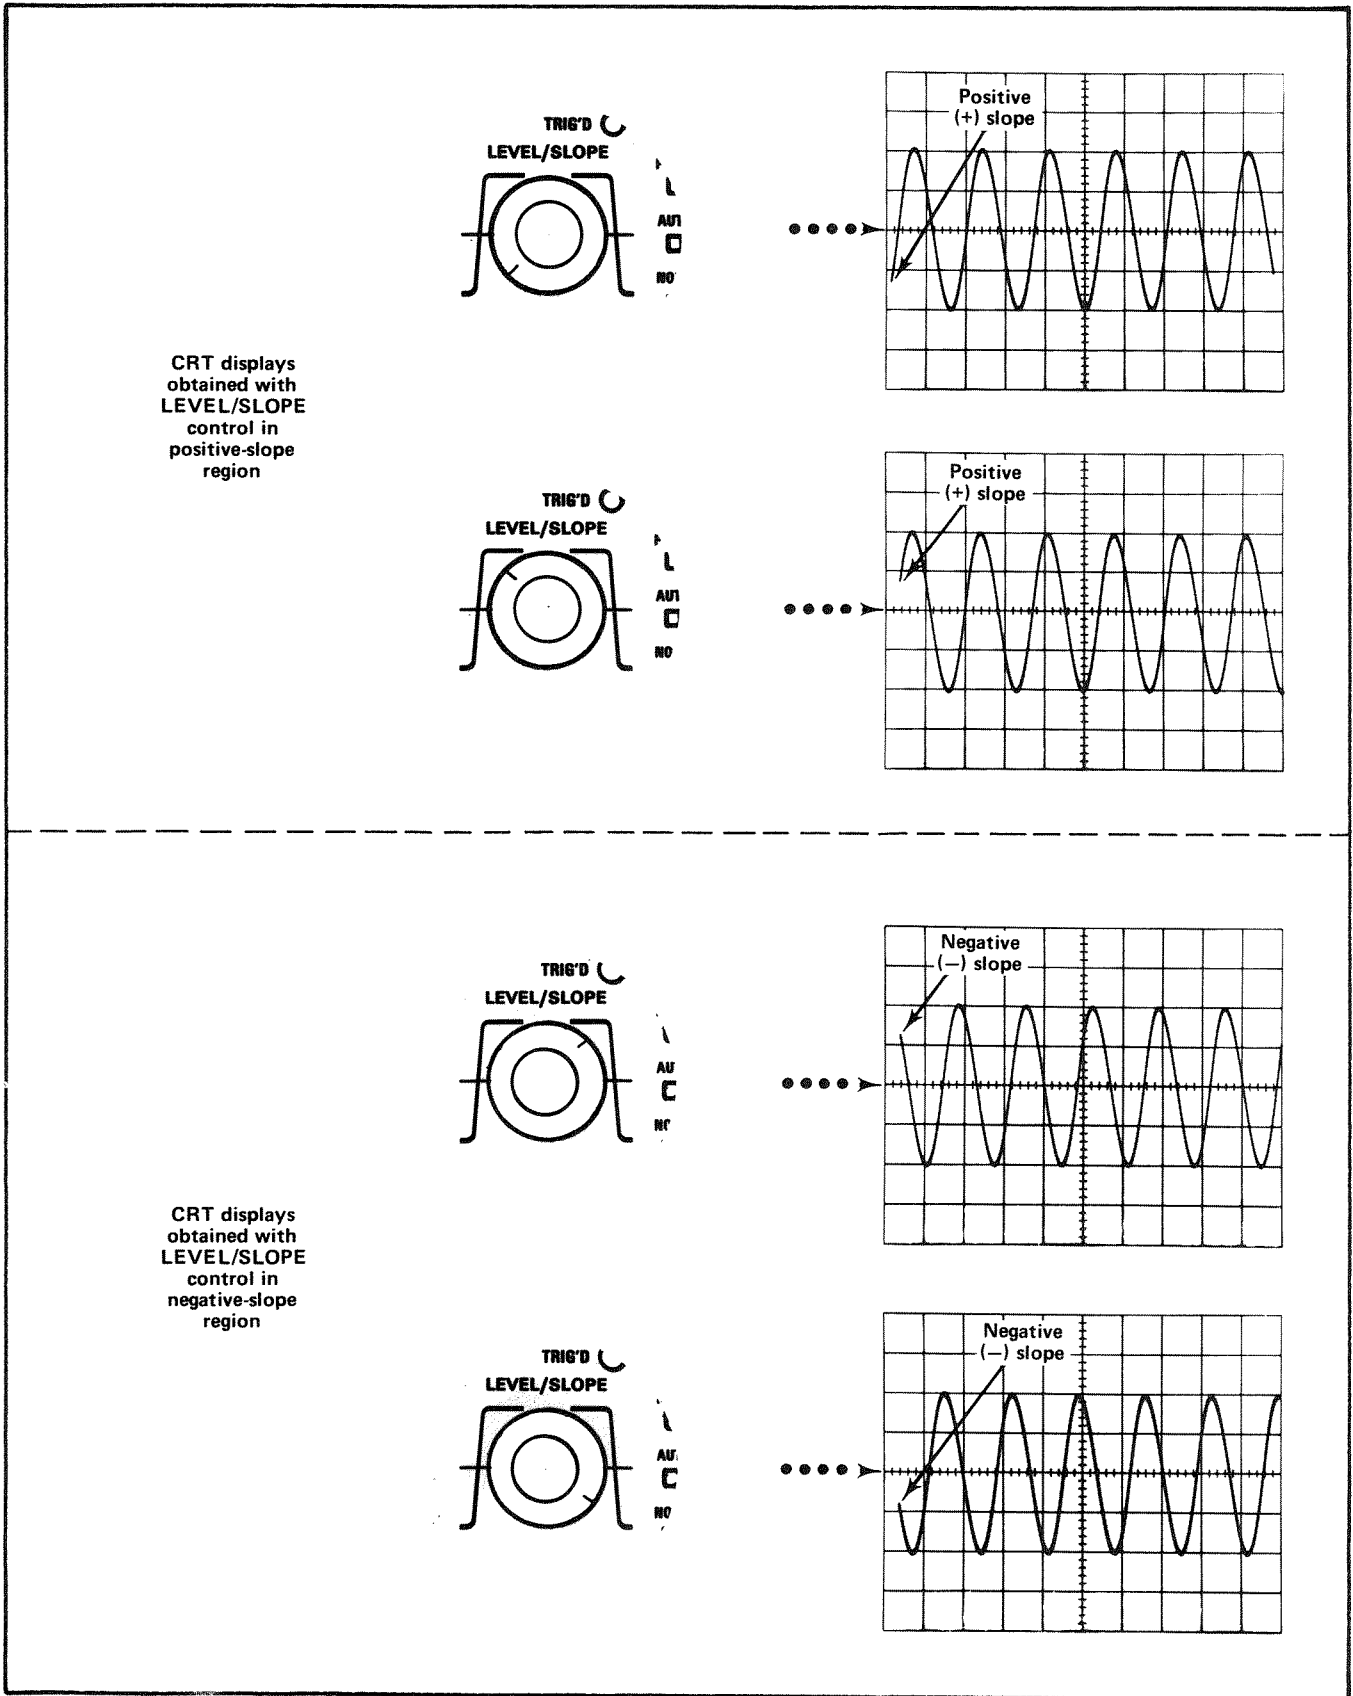 TRIG'D
LEVEL/SLOPE
Positive
(+) slope
CRT displays
obtained with
LEVEL/SLOPE
control in
positive-slope
region
TRIG'D
LEVEL/SLOPE
Positive
(+) slope
TRIG'D
LEVEL/SLOPE
Negative
(—) slope
CRT displays
obtained with
LEVEL/SLOPE
control in
negative-slope
region
TRIG'D
LEVEL/SLOPE
Negative
(—) slope